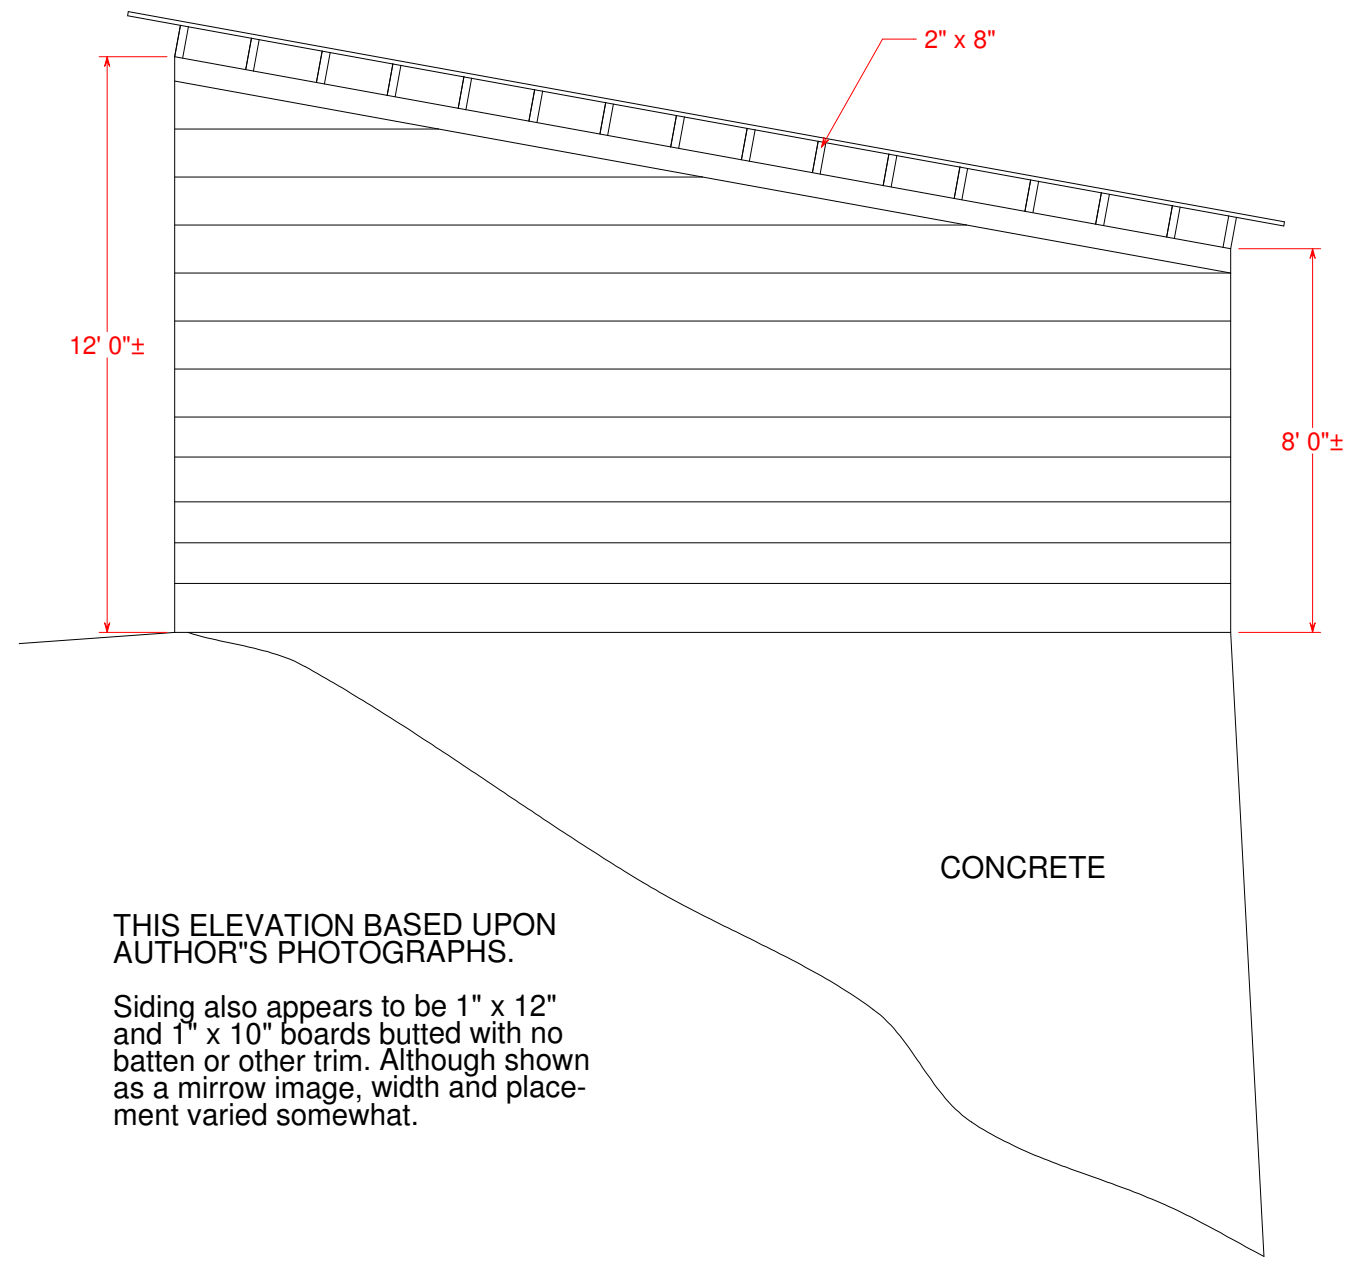 2" x 8"
12' 0"±
8' 0"±
CONCRETE
THIS ELEVATION BASED UPON
AUTHOR"S PHOTOGRAPHS.
Siding also appears to be 1" x 12"
and 1" x 10" boards butted with no
batten or other trim. Although shown
as a mirrow image, width and place-
ment varied somewhat.